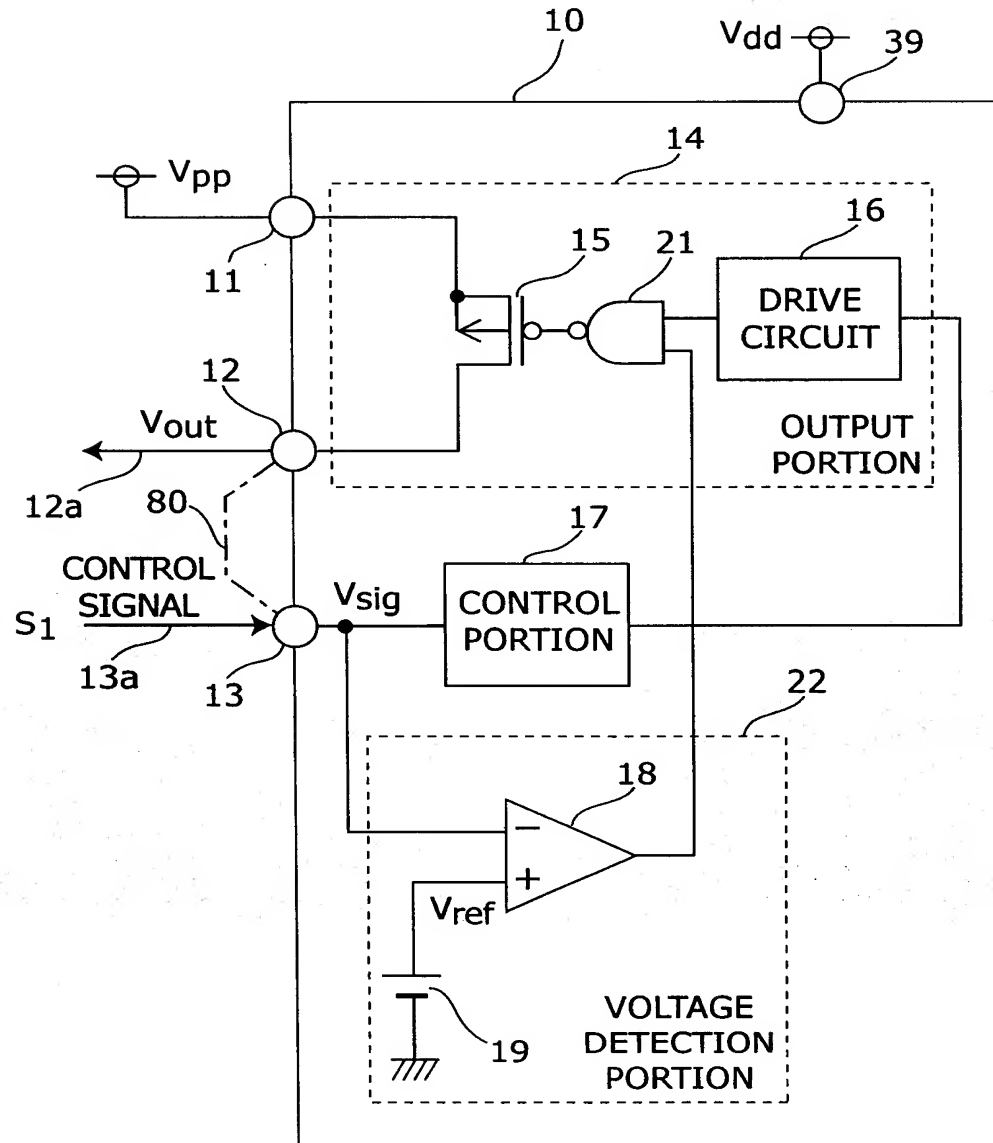 10
Vdd
39
14
Vpp
11
15
21
16
DRIVE
CIRCUIT
12
Vout
12a
OUTPUT
PORTION
80
17
CONTROL
SIGNAL
Vsig
CONTROL
PORTION
S1
13a
13
22
18
−
+
Vref
19
VOLTAGE
DETECTION
PORTION